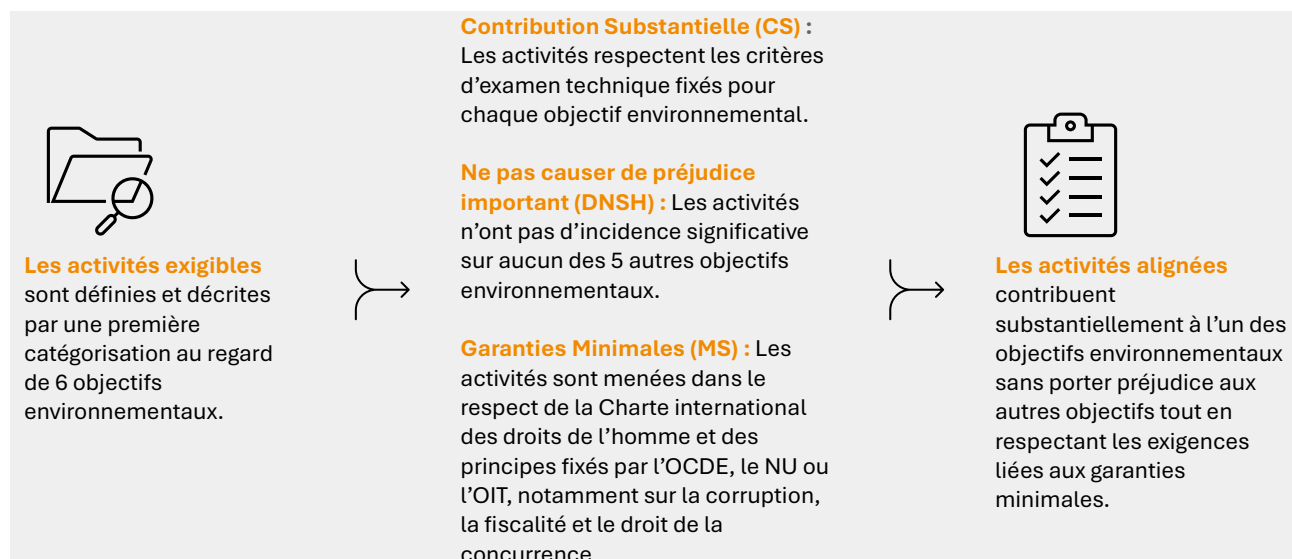 Les activités exigibles
sont définies et décrites
par une première
catégorisation au regard
de 6 objectifs
environnementaux.
Contribution Substantielle (CS) :
Les activités respectent les critères
d’examen technique fixés pour
chaque objectif environnemental.
Ne pas causer de préjudice
important (DNSH) : Les activités
n’ont pas d’incidence significative
sur aucun des 5 autres objectifs
environnementaux.
Garanties Minimales (MS) : Les
activités sont menées dans le
respect de la Charte international
des droits de l’homme et des
principes fixés par l’OCDE, le NU ou
l’OIT, notamment sur la corruption,
la fiscalité et le droit de la
concurrence
Les activités alignées
contribuent
substantiellement à l’un des
objectifs environnementaux
sans porter préjudice aux
autres objectifs tout en
respectant les exigences
liées aux garanties
minimales.